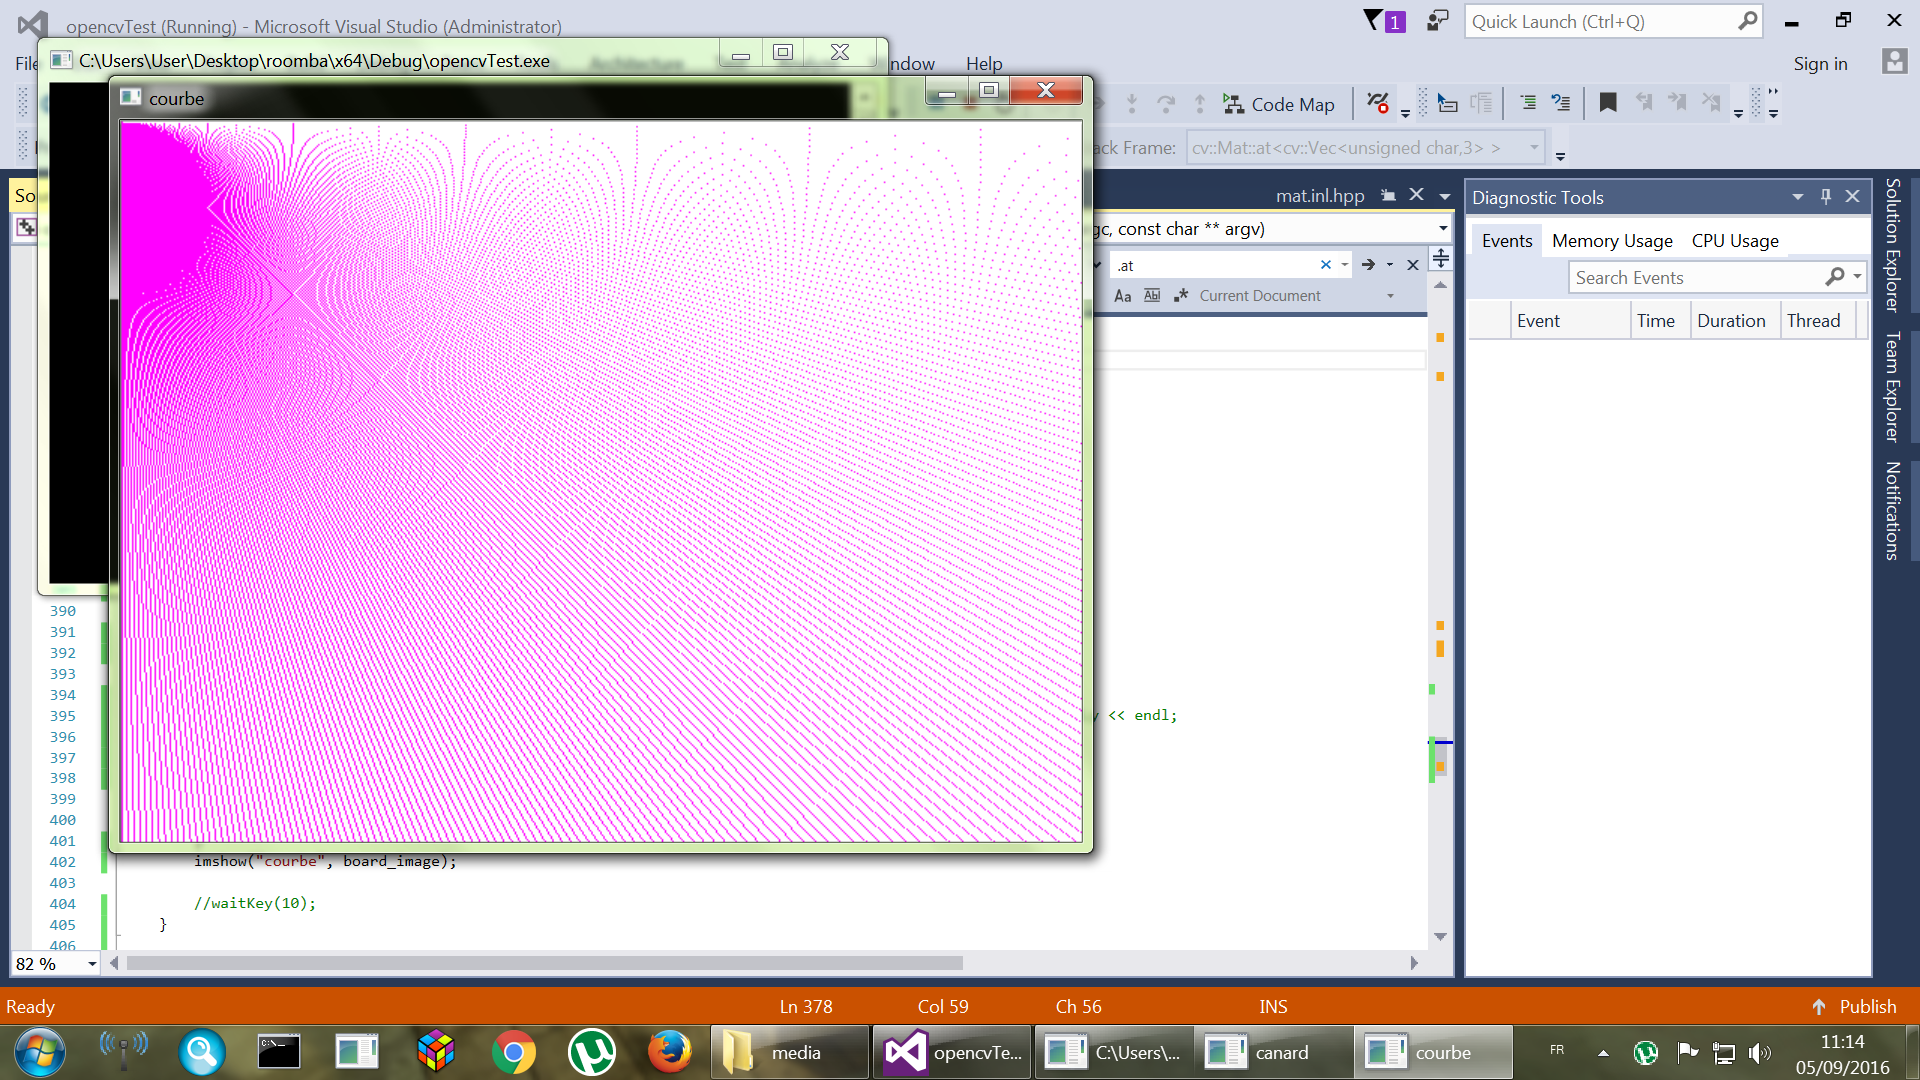 opencvTest (Running) - Microsoft Visual Studio (Administrator)
1
Quick Launch (Ctrl+Q)
C:\Users\User\Desktop\roomba\x64\Debug\opencvTest.exe
Help
Sign in
courbe
Code Map
Frame:
cv::Mat::at<cv::Vec<unsigned char,3> >
mat.inl.hpp
Diagnostic Tools
const char ** argv)
Events
Memory Usage
CPU Usage
.at
Search Events
Aa
Abl
Current Document
Event
Time
Duration
Thread
Solution Explorer
Team Explorer
Notifications
390
391
392
393
394
395
y << endl;
396
397
398
399
400
401
402
imshow("courbe", board_image);
403
404
//waitKey(10);
405
}
406
82 %
Ready
Ln 378
Col 59
Ch 56
INS
Publish
C:\_
media
opencvTe...
C:\Users\...
canard
courbe
FR
11:14
05/09/2016